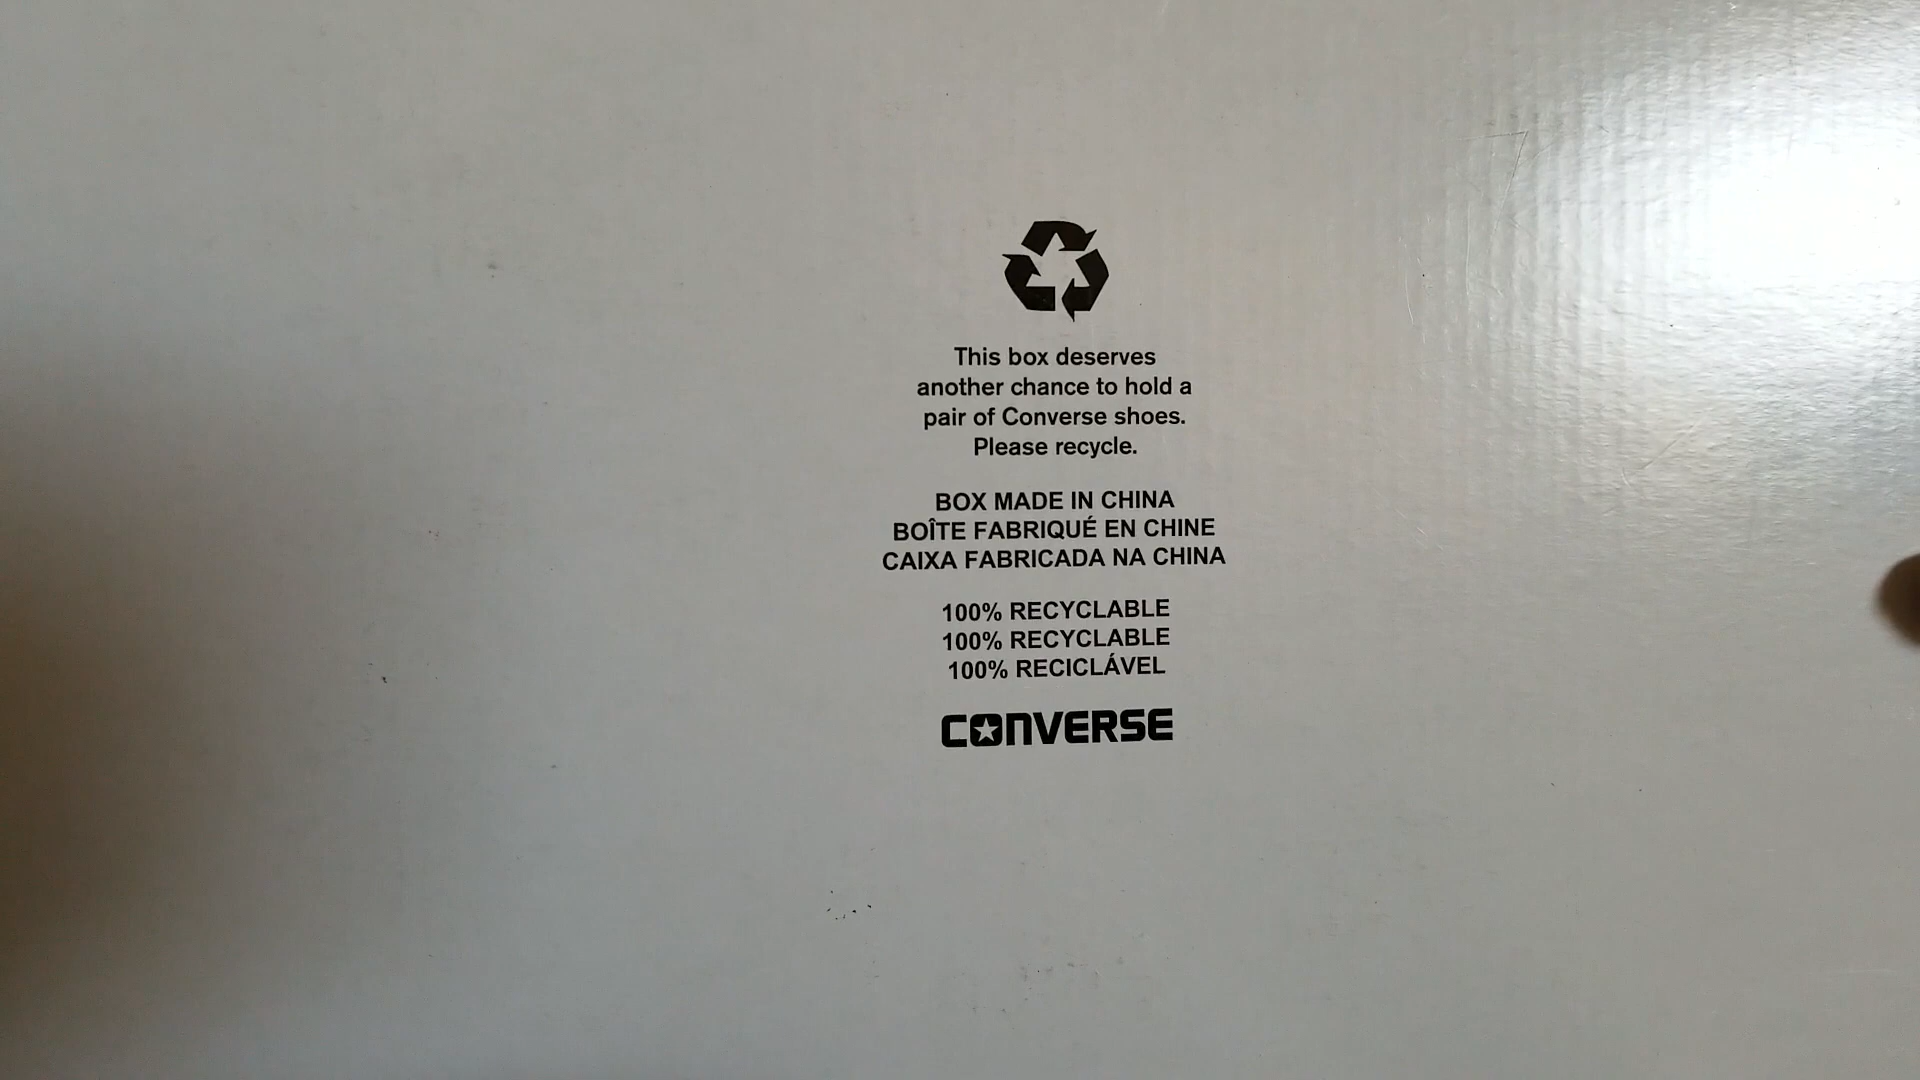 This box deserves
another chance to hold a
pair of Converse shoes.
Please recycle.
BOX MADE IN CHINA
BOÎTE FABRIQUÉ EN CHINE
CAIXA FABRICADA NA CHINA
100% RECYCLABLE
100% RECYCLABLE
100% RECICLÁVEL
CONVERSE